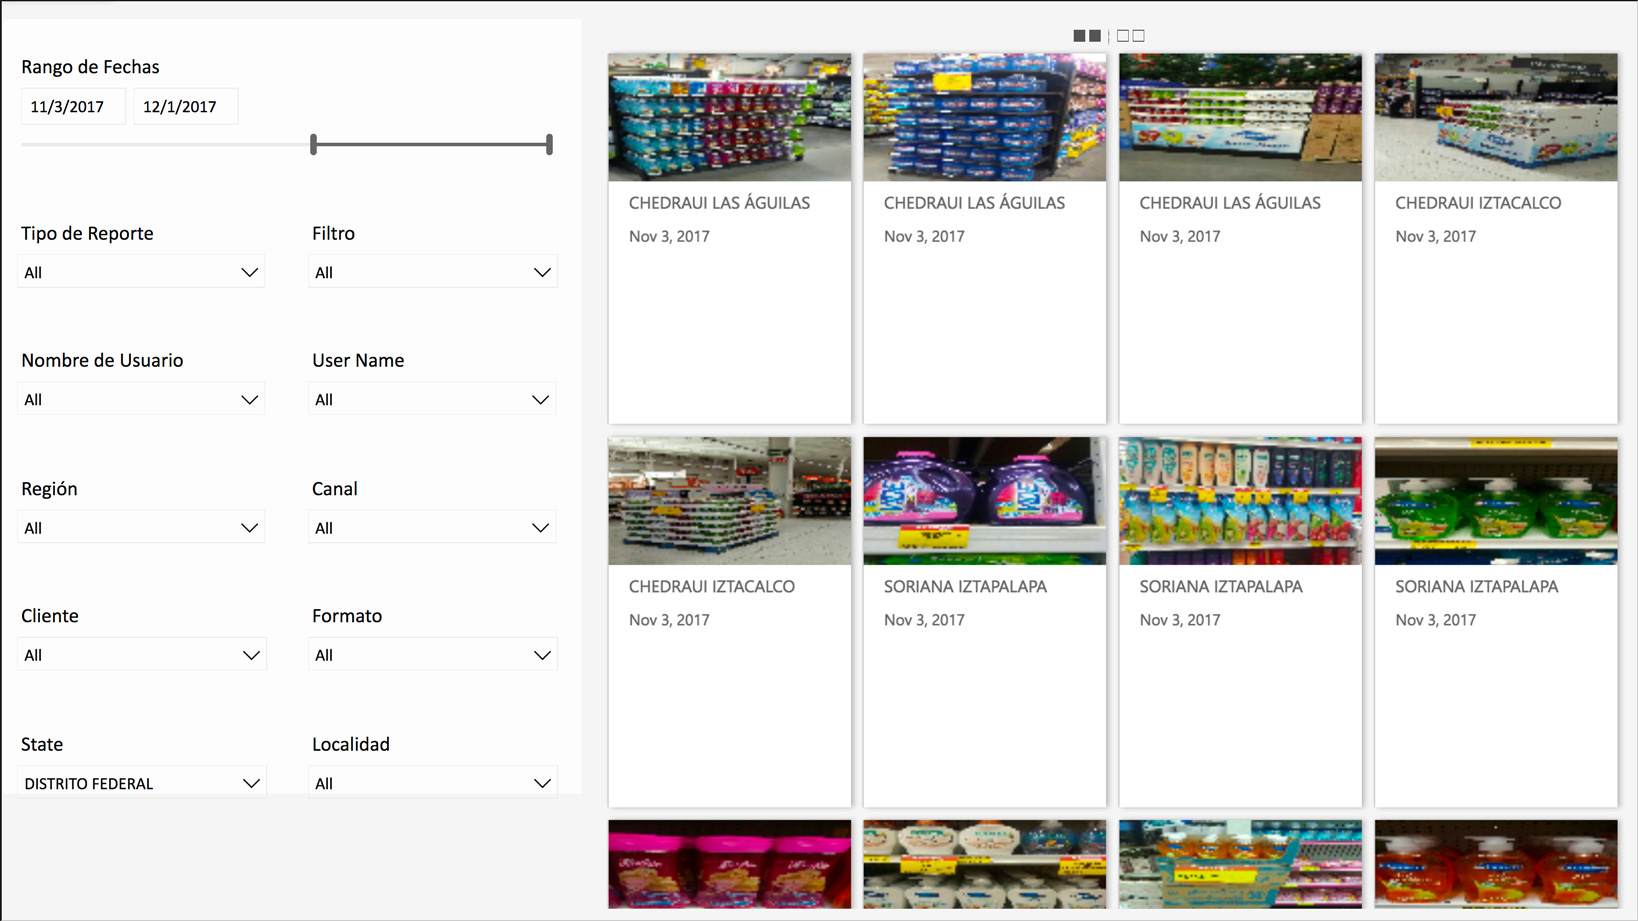 Rango de Fechas
11/3/2017 12/1/2017
Tipo de Reporte Filtro
All All
Nombre de Usuario User Name
All All
Región Canal
All All
Cliente Formato
All All
State Localidad
DISTRITO FEDERAL All
CHEDRAUI LAS ÁGUILAS
Nov 3, 2017
CHEDRAUI LAS ÁGUILAS
Nov 3, 2017
CHEDRAUI LAS ÁGUILAS
Nov 3, 2017
CHEDRAUI IZTACALCO
Nov 3, 2017
CHEDRAUI IZTACALCO
Nov 3, 2017
SORIANA IZTAPALAPA
Nov 3, 2017
SORIANA IZTAPALAPA
Nov 3, 2017
SORIANA IZTAPALAPA
Nov 3, 2017